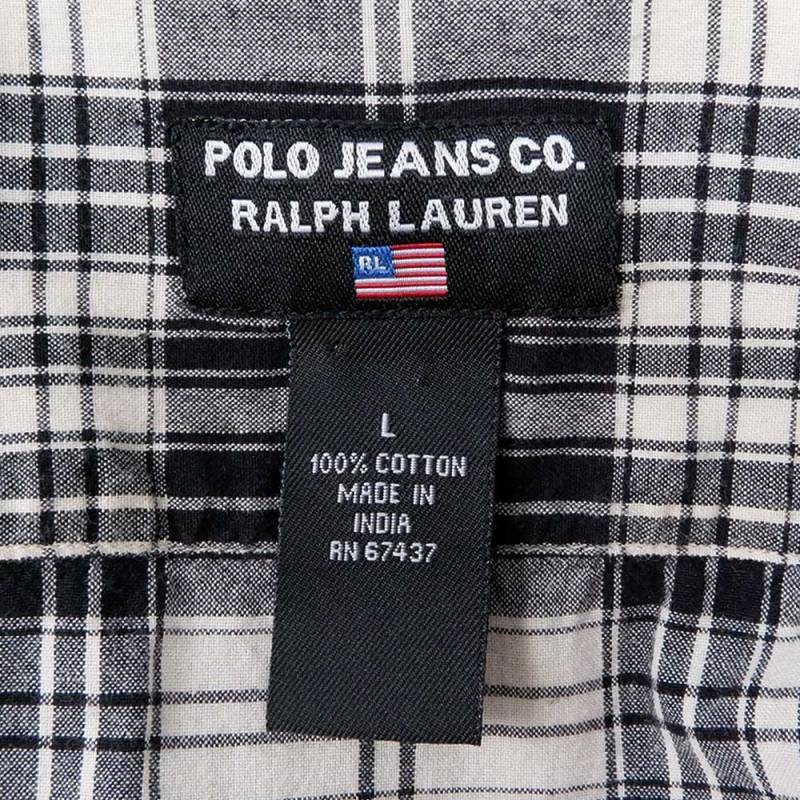 POLO JEANS CO.
RALPH LAUREN
RL
L
100% COTTON
MADE IN
INDIA
RN 67437